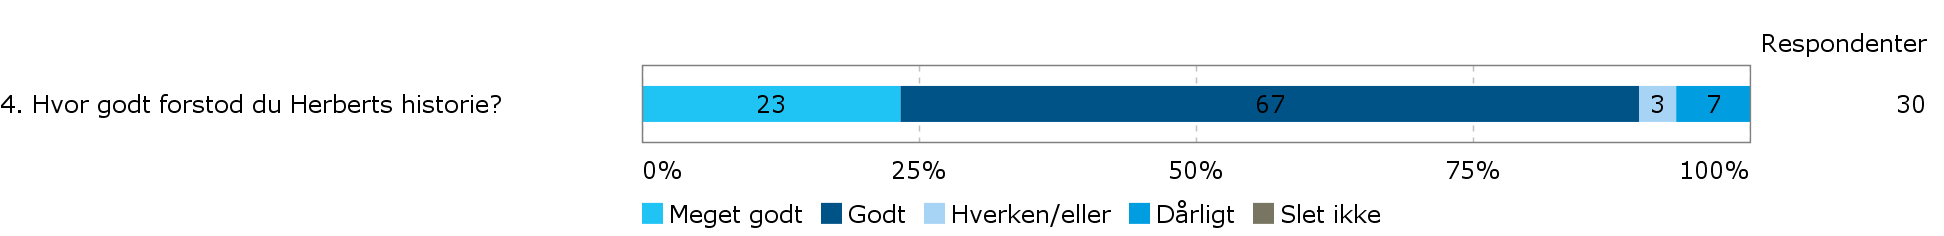 Respondenter
4. Hvor godt forstod du Herberts historie? 23 67 3 7 30
0% 25% 50% 75% 100%
Meget godt Godt Hverken/eller Dårligt Slet ikke